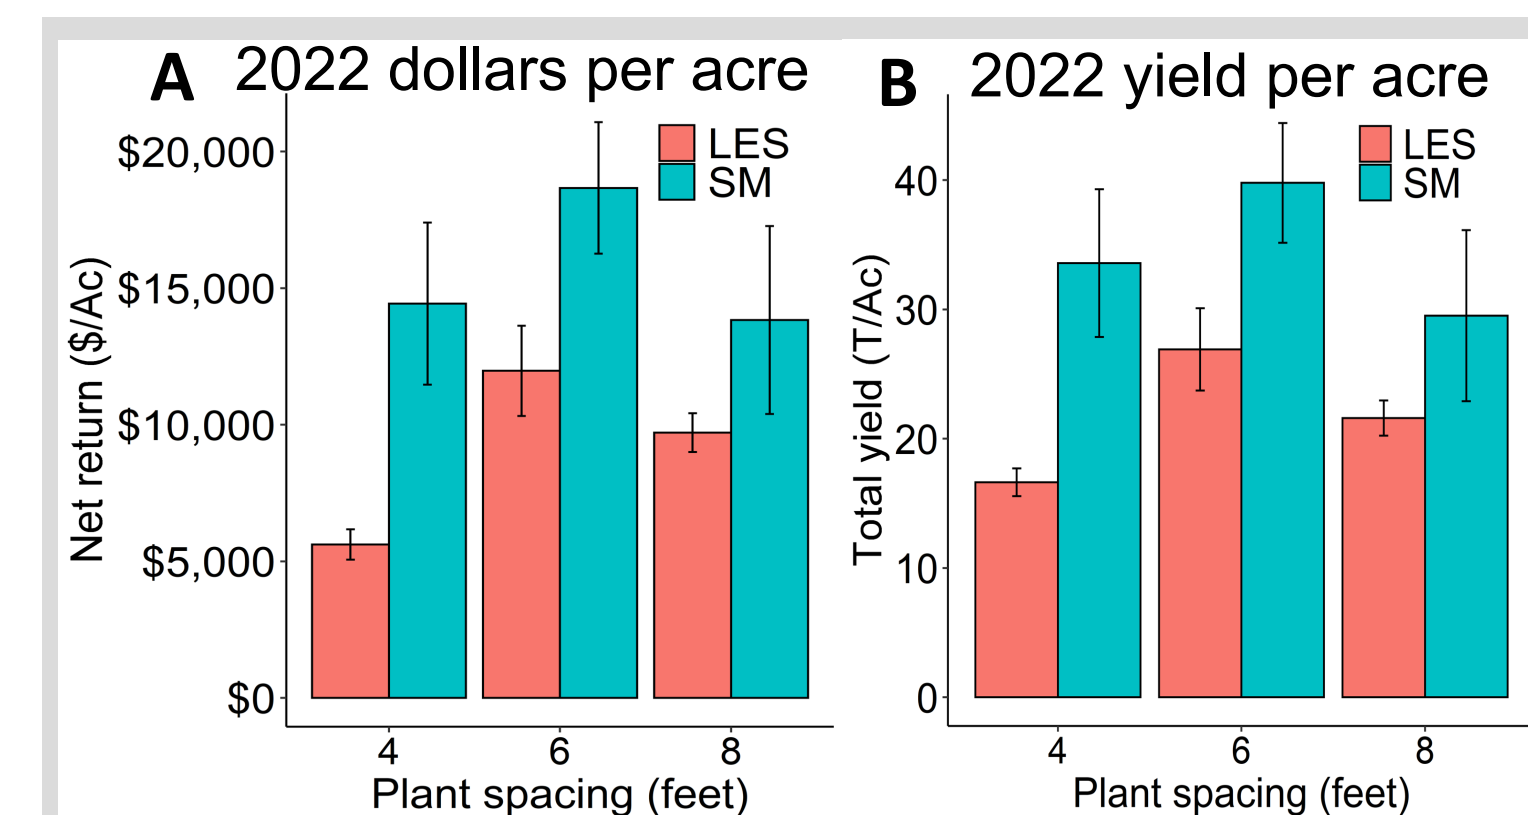 A 2022 dollars per acre
LES
SM
Net return ($/Ac)
$20,000
$15,000
$10,000
$5,000
$0
4 6 8
Plant spacing (feet)
B 2022 yield per acre
LES
SM
Total yield (T/Ac)
40
30
20
10
0
4 6 8
Plant spacing (feet)